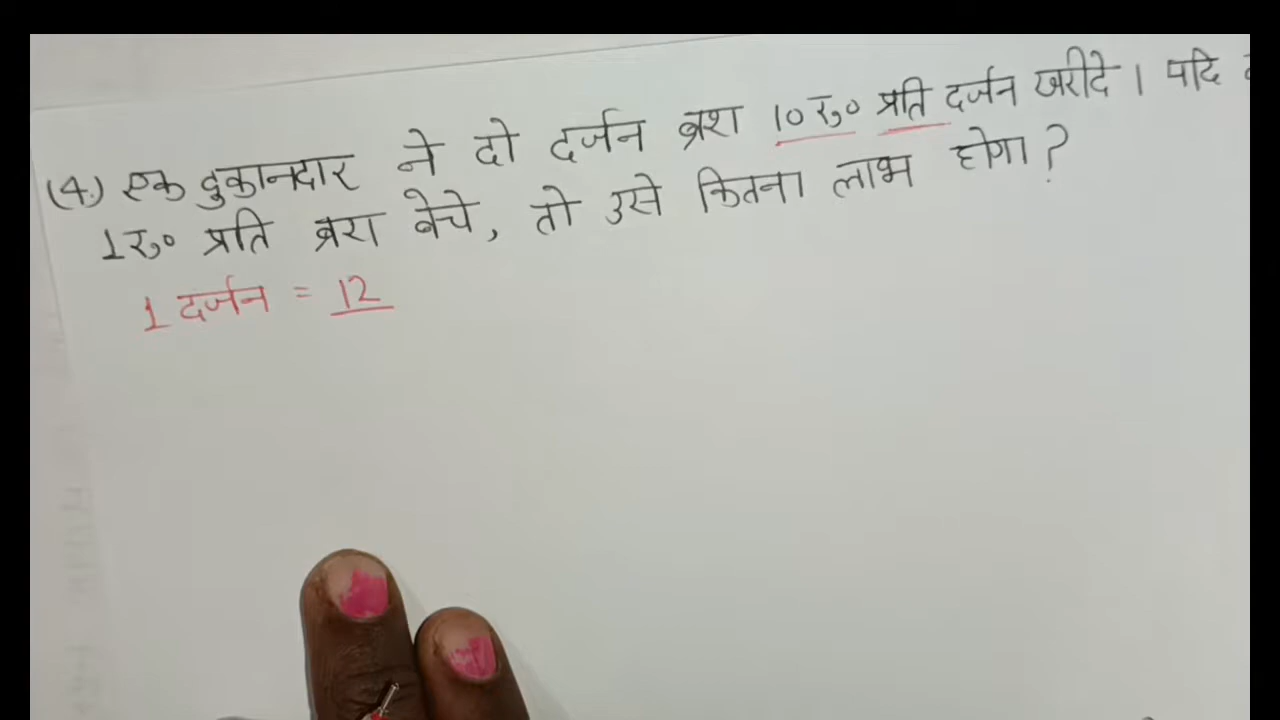 (4.) एक दुकानदार ने दो दर्जन ब्रश 10 रु० प्रति दर्जन खरीदे । यदि
1 रु० प्रति ब्रश बेचे, तो उसे कितना लाभ होगा ?
1 दर्जन = 12